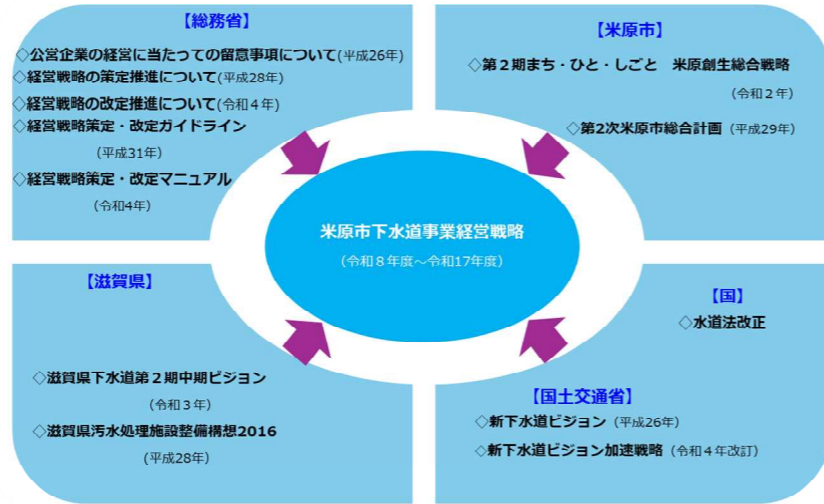 【総務省】
◇公営企業の経営に当たっての留意事項について(平成26年)
◇経営戦略の策定推進について(平成28年)
◇経営戦略の改定推進について(令和４年)
◇経営戦略策定・改定ガイドライン
(平成31年)
◇経営戦略策定・改定マニュアル
(令和4年)
【米原市】
◇第２期まち・ひと・しごと　米原創生総合戦略
(令和２年)
◇第2次米原市総合計画 (平成29年)
米原市下水道事業経営戦略
(令和８年度～令和17年度)
【滋賀県】
◇滋賀県下水道第２期中期ビジョン
(令和３年)
◇滋賀県汚水処理施設整備構想2016
(平成28年)
【国】
◇水道法改正
【国土交通省】
◇新下水道ビジョン (平成26年)
◇新下水道ビジョン加速戦略 (令和４年改訂)